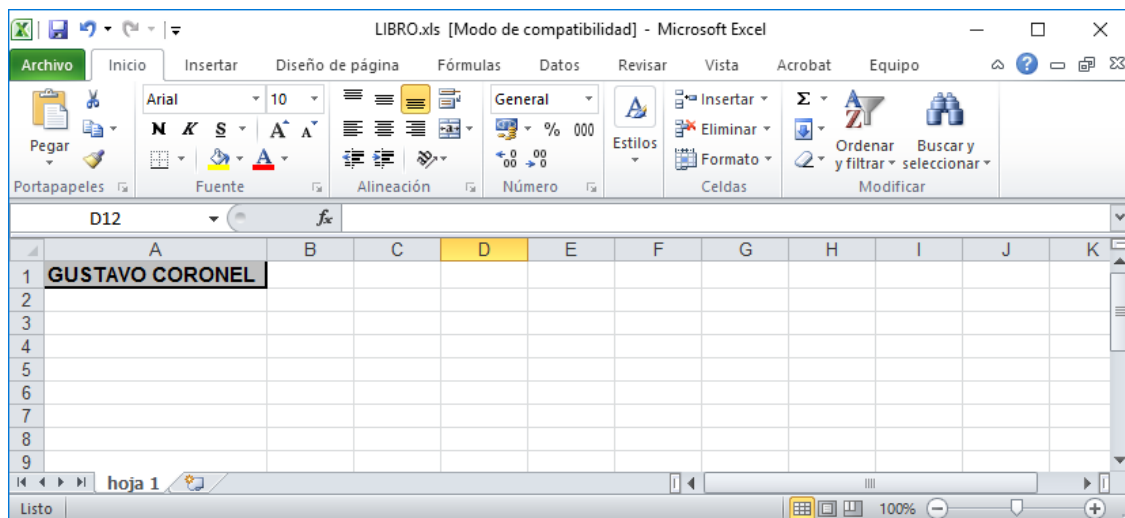 LIBRO.xls [Modo de compatibilidad] - Microsoft Excel
Archivo Inicio Insertar Diseño de página Fórmulas Datos Revisar Vista Acrobat Equipo
Pegar
Portapapeles
Arial 10
N K S A A
A
Fuente
Alineación
General
% 000
Número
Estilos
Insertar
Eliminar
Formato
Celdas
Σ
Ordenar y filtrar
Buscar y seleccionar
Modificar
D12 fx
A B C D E F G H I J K
1 GUSTAVO CORONEL
2
3
4
5
6
7
8
9
hoja 1
Listo 100%